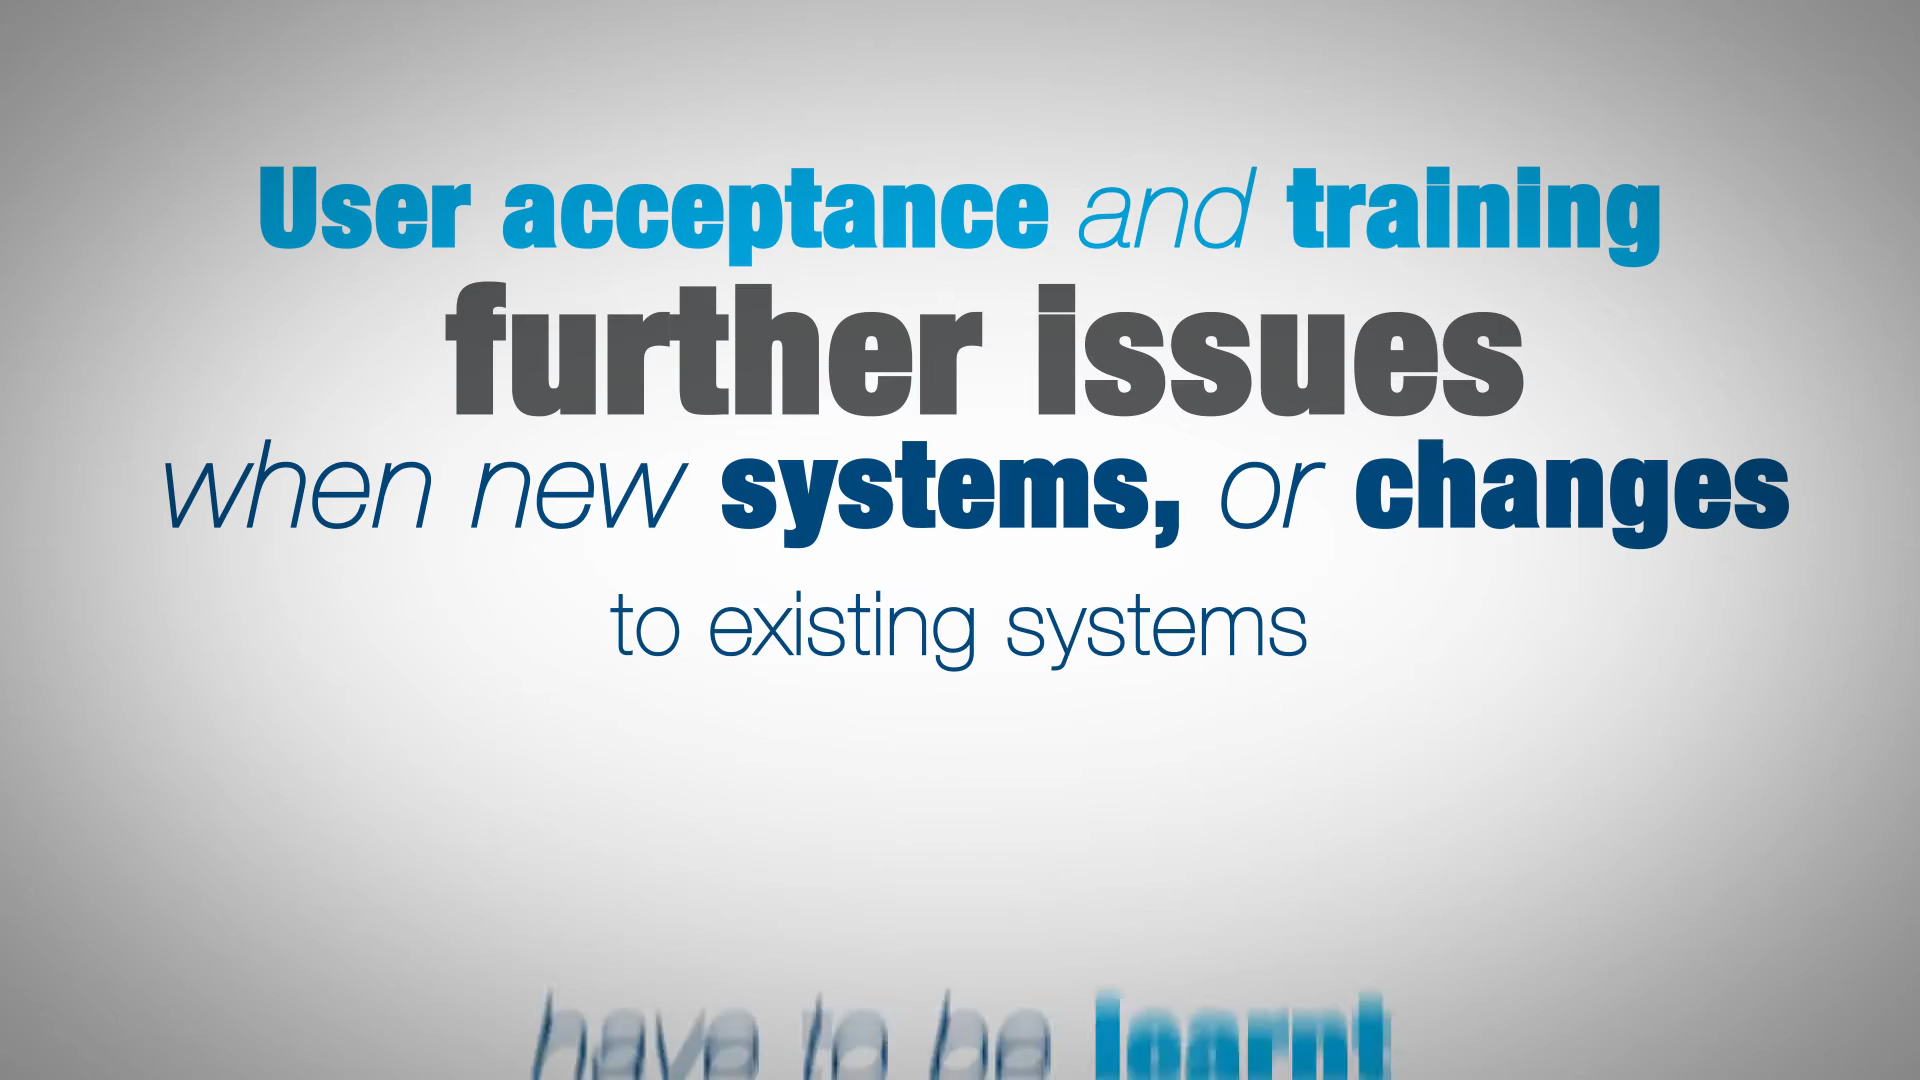 User acceptance and training
further issues
when new systems, or changes
to existing systems
have to be learnt